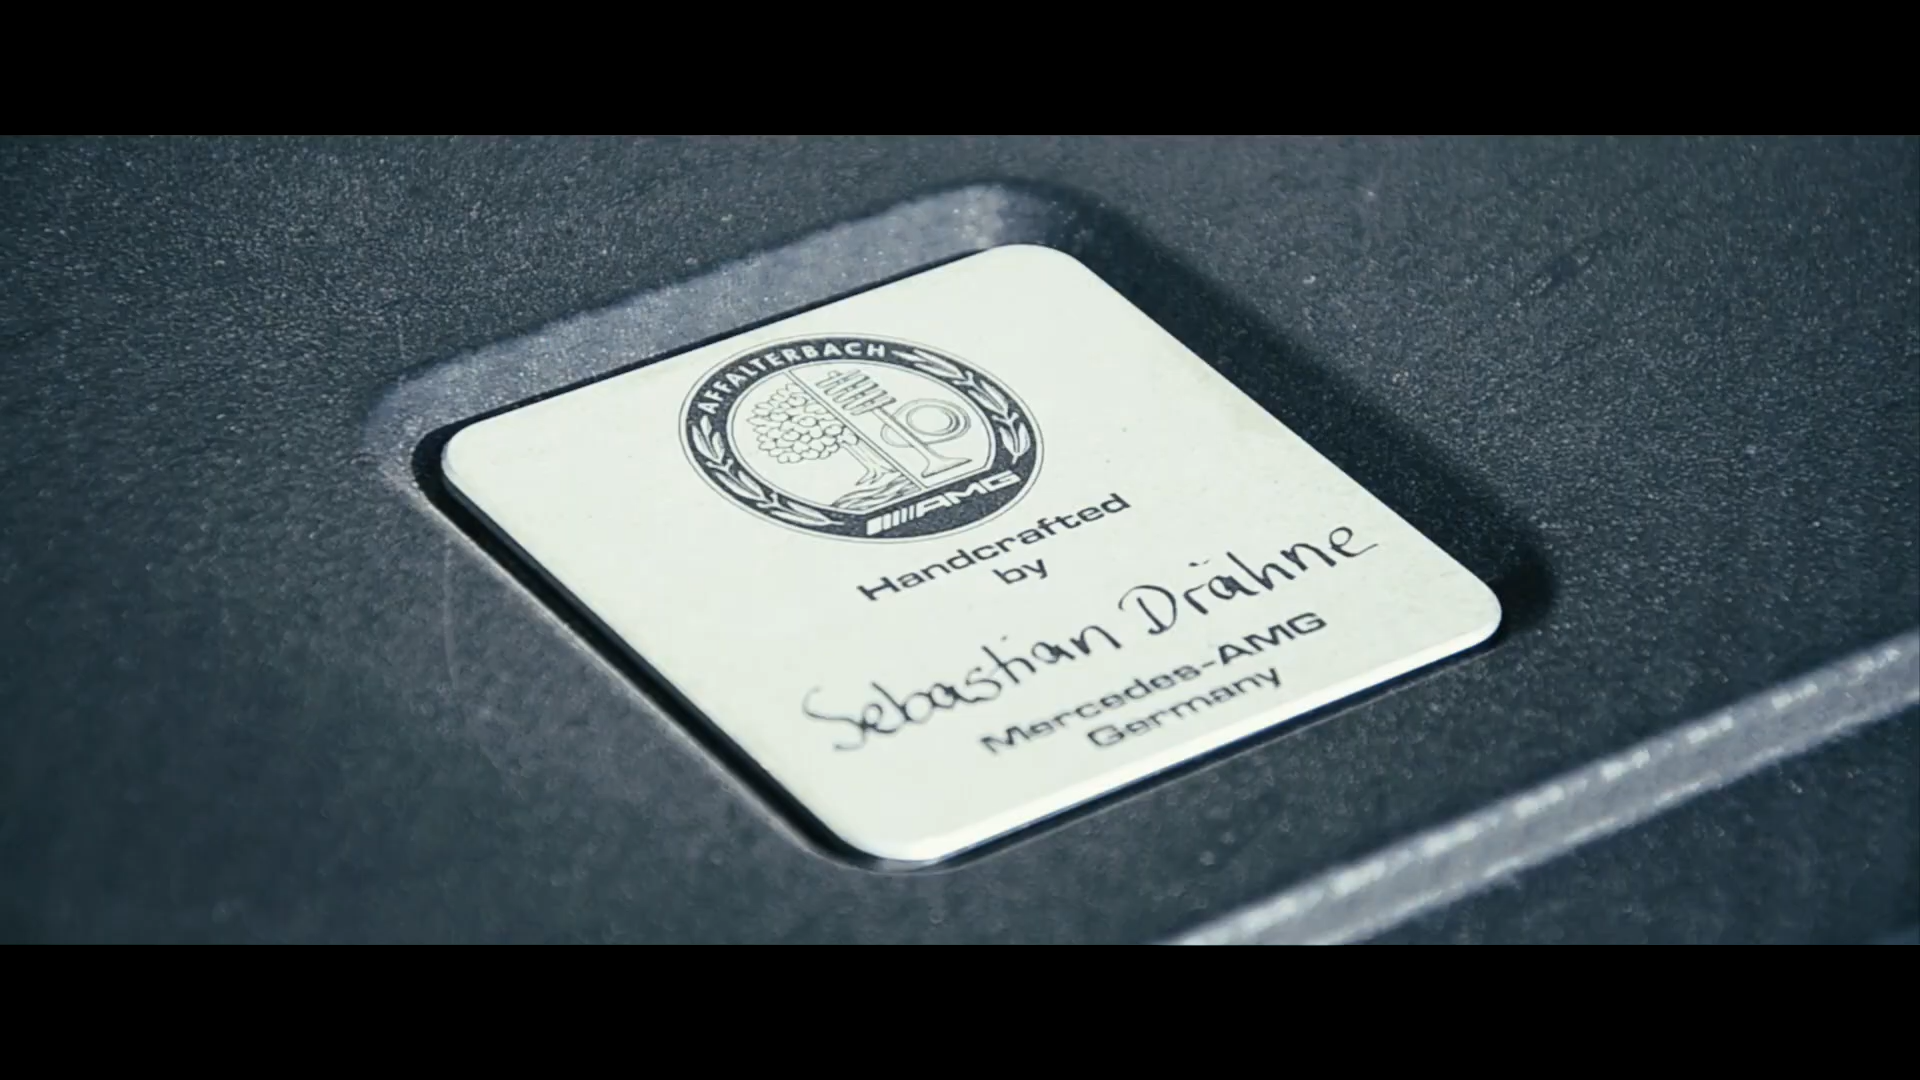 AFFALTERBACH
AMG
Handcrafted
by
Sebastian Drähne
Mercedes-AMG
Germany